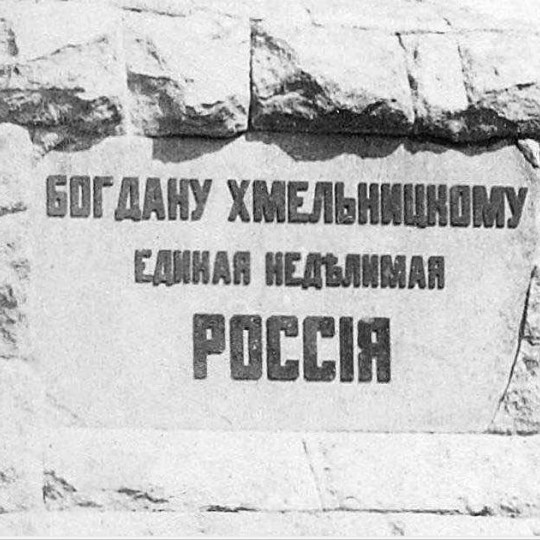 БОГДАНУ ХМЕЛЬНИЦКОМУ
ЕДИНАЯ НЕДѢЛИМАЯ
РОССІЯ